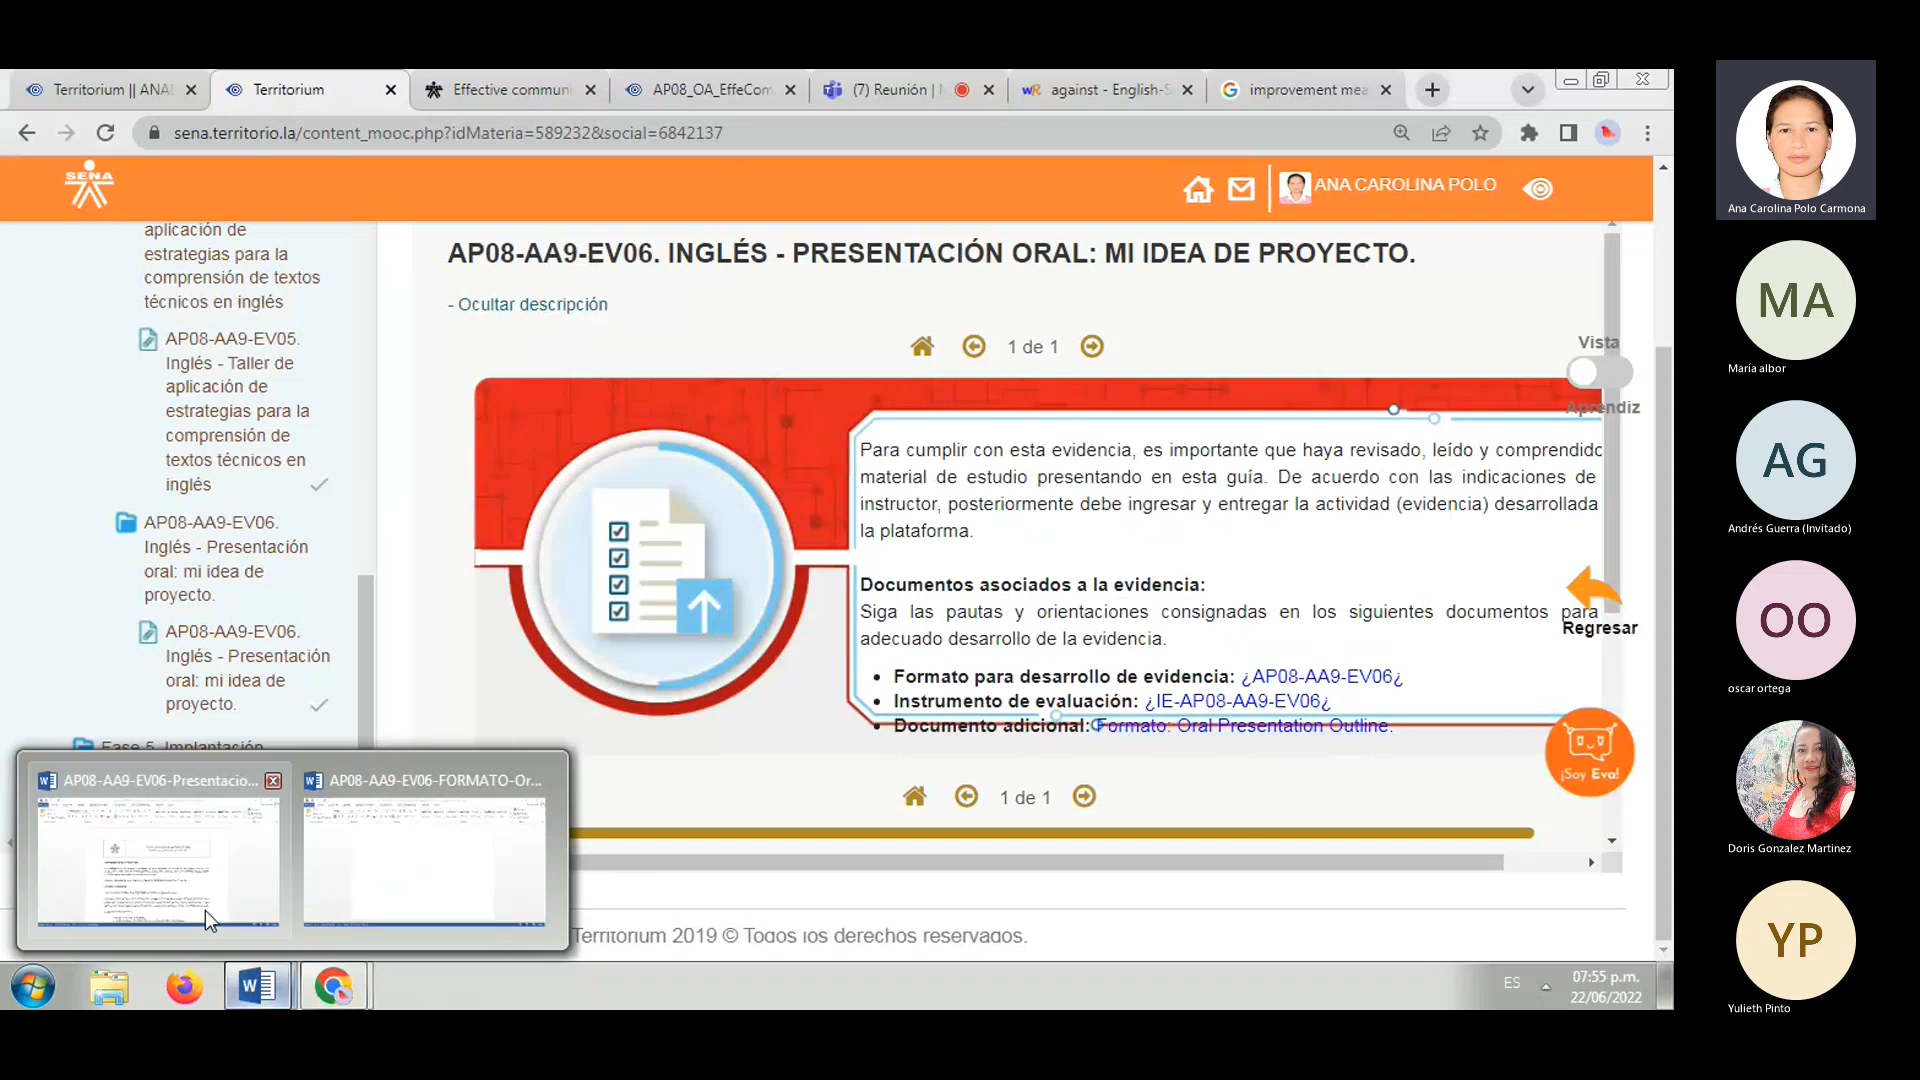 Territorium || ANAL
Territorium
Effective communi
AP08_OA_EffeCom
(7) Reunión |
against - English-S
improvement mea
sena.territorio.la/content_mooc.php?idMateria=589232&social=6842137
SENA
ANA CAROLINA POLO
aplicación de
estrategias para la
comprensión de textos
técnicos en inglés
AP08-AA9-EV05.
Inglés - Taller de
aplicación de
estrategias para la
comprensión de
textos técnicos en
inglés
AP08-AA9-EV06.
Inglés - Presentación
oral: mi idea de
proyecto.
AP08-AA9-EV06.
Inglés - Presentación
oral: mi idea de
proyecto.
Fase 5. Implantación
AP08-AA9-EV06. INGLÉS - PRESENTACIÓN ORAL: MI IDEA DE PROYECTO.
- Ocultar descripción
1 de 1
Vista
Aprendiz
Para cumplir con esta evidencia, es importante que haya revisado, leído y comprendido
material de estudio presentando en esta guía. De acuerdo con las indicaciones de
instructor, posteriormente debe ingresar y entregar la actividad (evidencia) desarrollada
la plataforma.
Documentos asociados a la evidencia:
Siga las pautas y orientaciones consignadas en los siguientes documentos para
adecuado desarrollo de la evidencia.
Regresar
• Formato para desarrollo de evidencia: ¿AP08-AA9-EV06¿
• Instrumento de evaluación: ¿IE-AP08-AA9-EV06¿
• Documento adicional: Formato: Oral Presentation Outline.
¡Soy Eva!
1 de 1
AP08-AA9-EV06-Presentacio...
AP08-AA9-EV06-FORMATO-Or...
Territorium 2019 © Todos los derechos reservados.
ES
07:55 p.m.
22/06/2022
Ana Carolina Polo Carmona
MA
María albor
AG
Andrés Guerra (Invitado)
OO
oscar ortega
Doris Gonzalez Martinez
YP
Yulieth Pinto